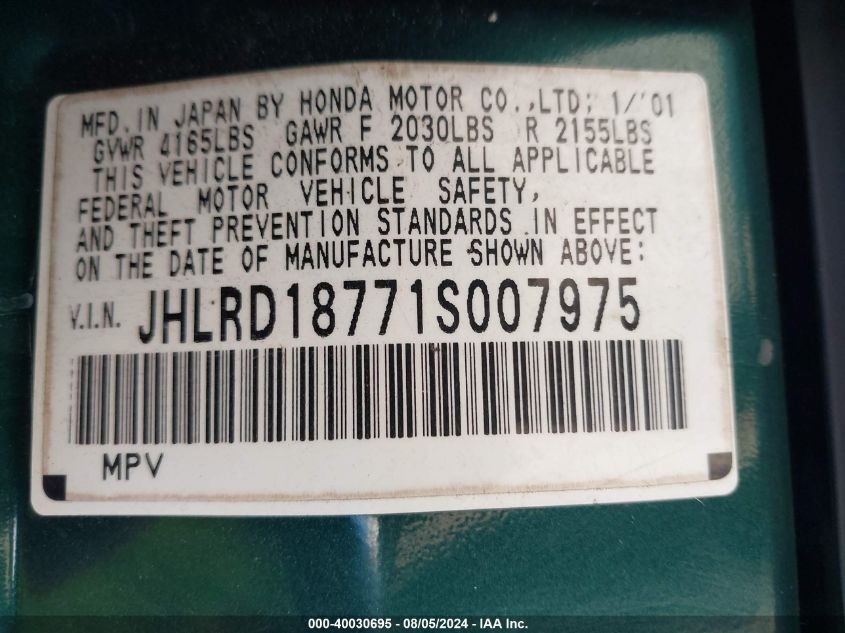 MFD. IN JAPAN BY HONDA MOTOR CO.,LTD; 1/'01
GVWR 4165LBS GAWR F 2030LBS R 2155LBS
THIS VEHICLE CONFORMS TO ALL APPLICABLE
FEDERAL MOTOR VEHICLE SAFETY,
AND THEFT PREVENTION STANDARDS IN EFFECT
ON THE DATE OF MANUFACTURE SHOWN ABOVE:
V.I.N. JHLRD18771S007975
MPV
000-40030695 - 08/05/2024 - IAA Inc.